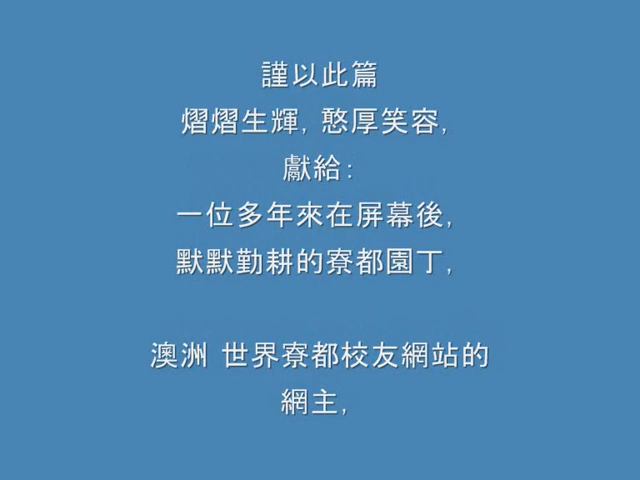 謹以此篇
熠熠生輝, 憨厚笑容,
獻給:
一位多年來在屏幕後,
默默勤耕的寮都園丁,
澳洲 世界寮都校友網站的
網主,